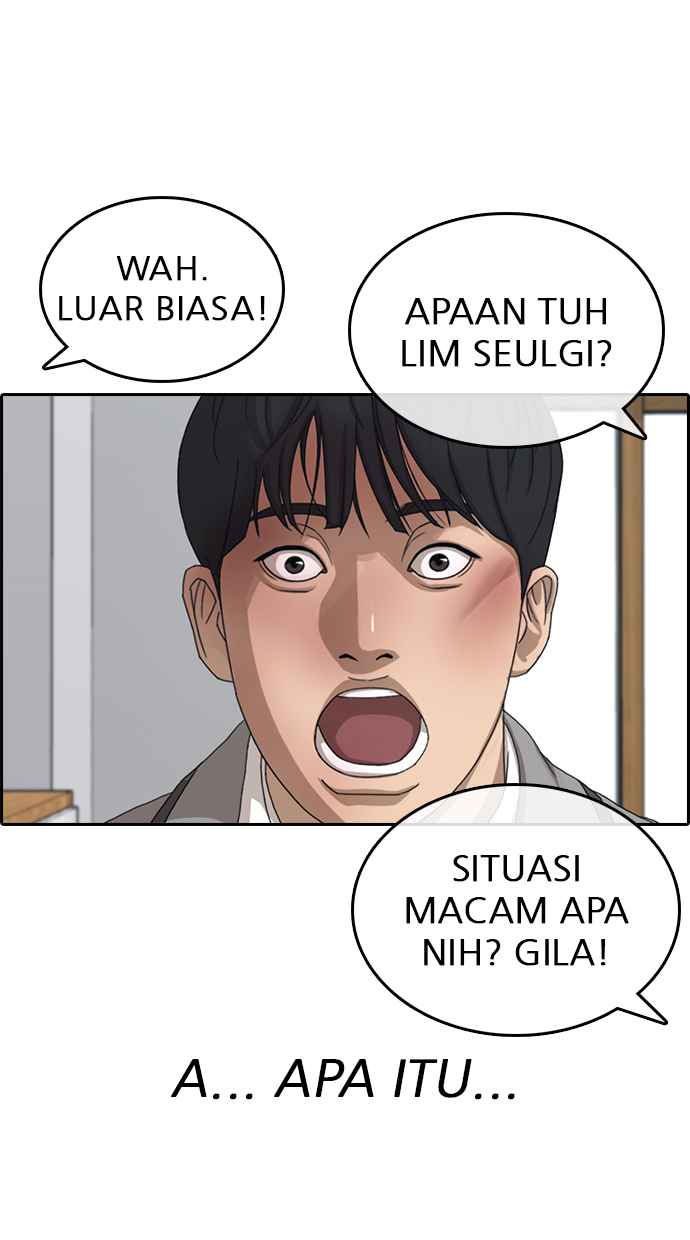 WAH.
LUAR BIASA!
APAAN TUH
LIM SEULGI?
SITUASI
MACAM APA
NIH? GILA!
A... APA ITU...